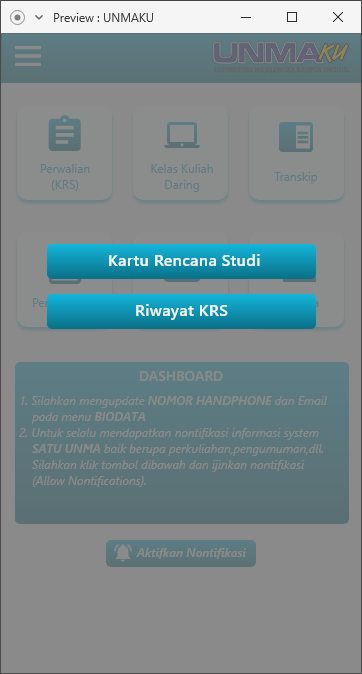 Preview : UNMAKU
UNMAKU
Perwalian
(KRS)
Kelas Kuliah
Daring
Transkip
Kartu Rencana Studi
Riwayat KRS
DASHBOARD
1. Silahkan mengupdate NOMOR HANDPHONE dan Email
pada menu BIODATA
2. Untuk selalu mendapatkan nontifikasi informasi system
SATU UNMA baik berupa perkuliahan,pengumuman,dll.
Silahkan klik tombol dibawah dan ijinkan nontifikasi
(Allow Nontifications).
Aktifkan Nontifikasi